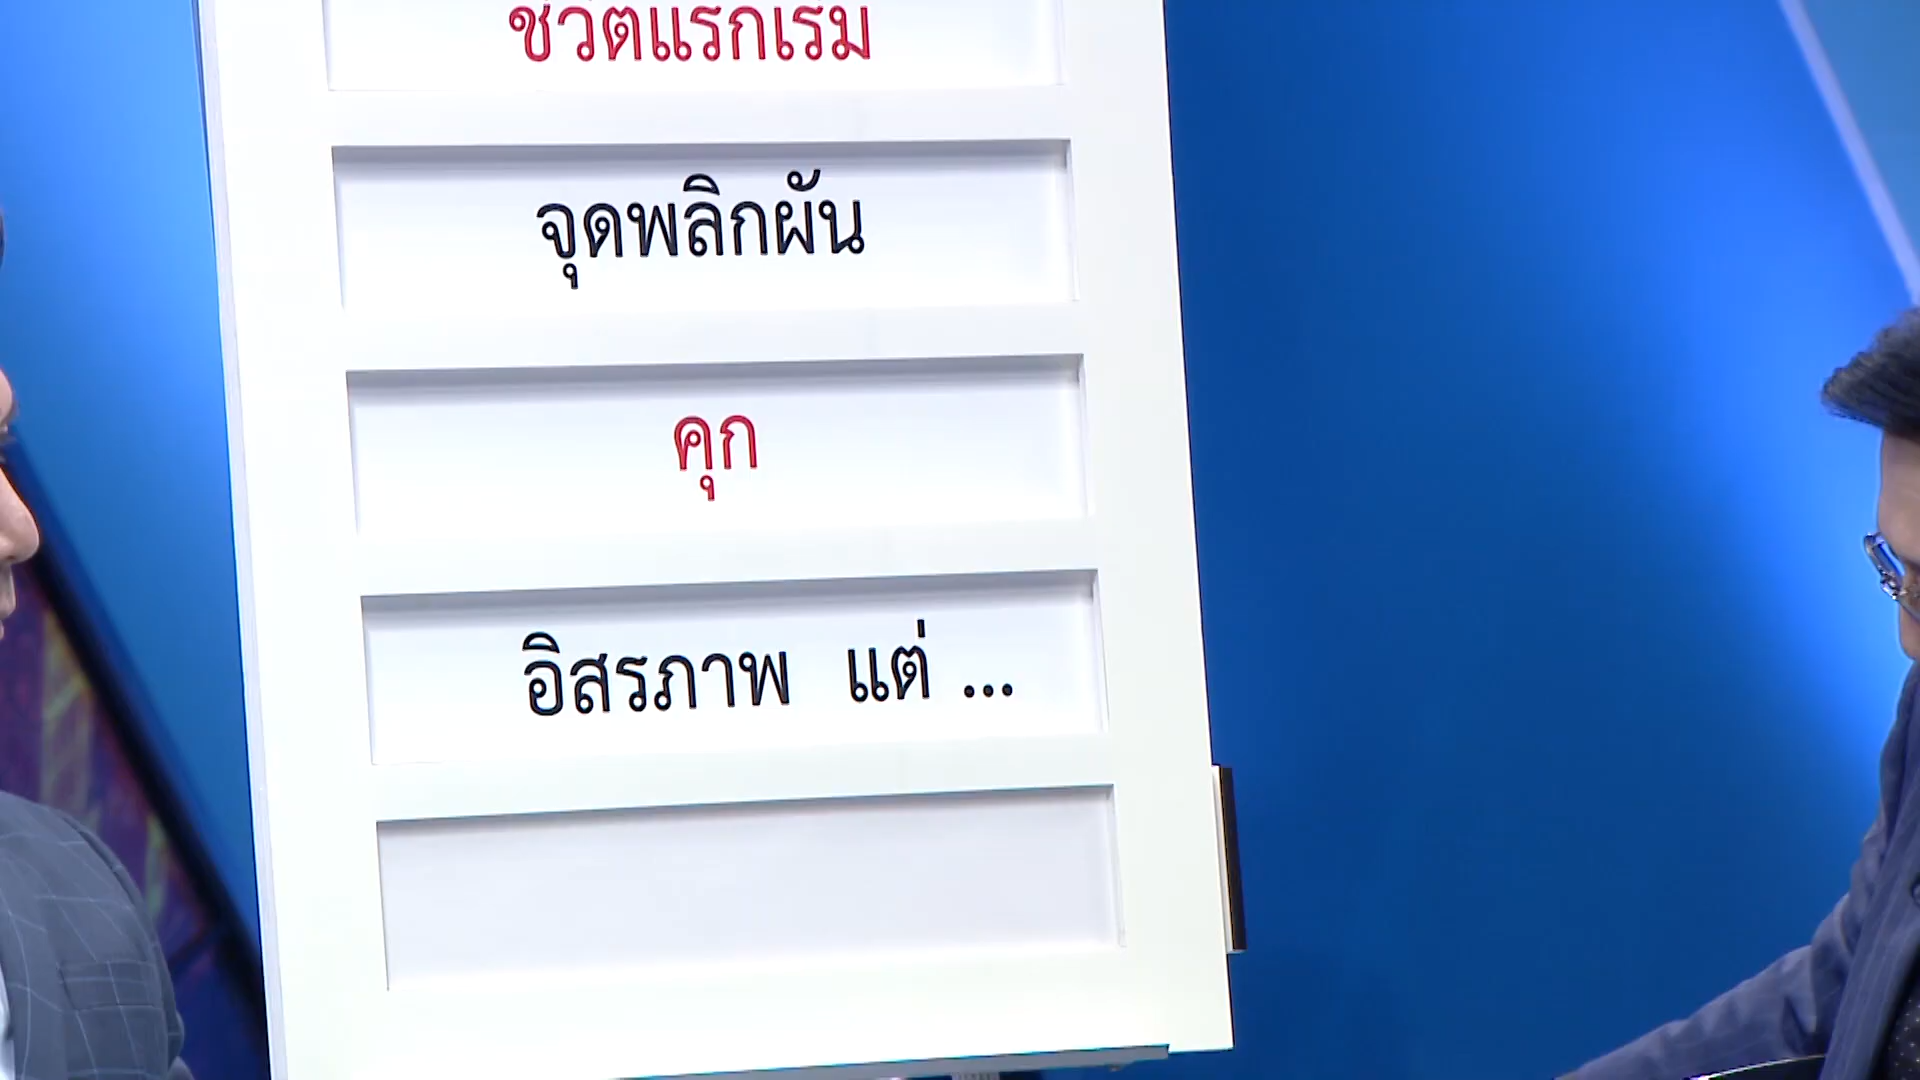 ชีวิตแรกเริ่ม
จุดพลิกผัน
คุก
อิสรภาพ แต่ ...